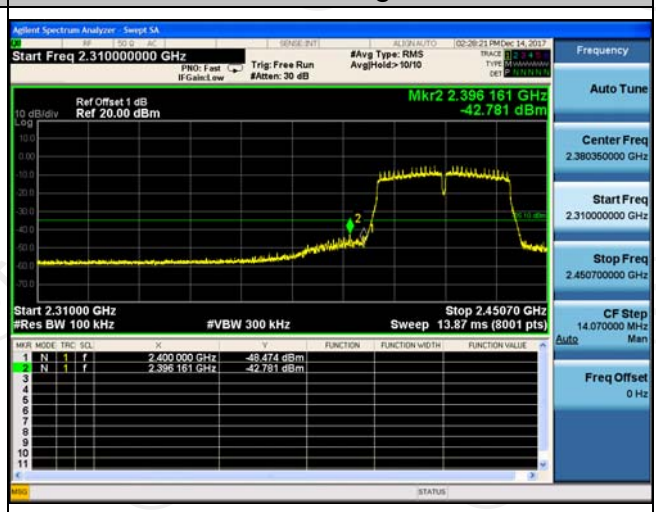 Agilent Spectrum Analyzer - Swept SA
RF 50 Ω AC SENSE:INT ALIGN AUTO 02:28:21 PM Dec 14, 2017
Start Freq 2.310000000 GHz
PNO: Fast
IFGain:Low
Trig: Free Run
#Atten: 30 dB
#Avg Type: RMS
Avg|Hold:>10/10
TRACE 1 2 3 4 5 6
TYPE
DET P N N N N N
Frequency
Ref Offset 1 dB
10 dB/div Ref 20.00 dBm
Log
Mkr2 2.396 161 GHz
-42.781 dBm
10.0
0.00
-10.0
-20.0
-30.0
-40.0
-50.0
-60.0
-70.0
2
Start 2.31000 GHz Stop 2.45070 GHz
#Res BW 100 kHz #VBW 300 kHz Sweep 13.87 ms (8001 pts)
MKR MODE TRC SCL X Y FUNCTION FUNCTION WIDTH FUNCTION VALUE
1 N 1 f 2.400 000 GHz -48.474 dBm
2 N 1 f 2.396 161 GHz -42.781 dBm
3
4
5
6
7
8
9
10
11
MSG STATUS
Auto Tune
Center Freq
2.380350000 GHz
Start Freq
2.310000000 GHz
Stop Freq
2.450700000 GHz
CF Step
14.070000 MHz
Auto Man
Freq Offset
0 Hz